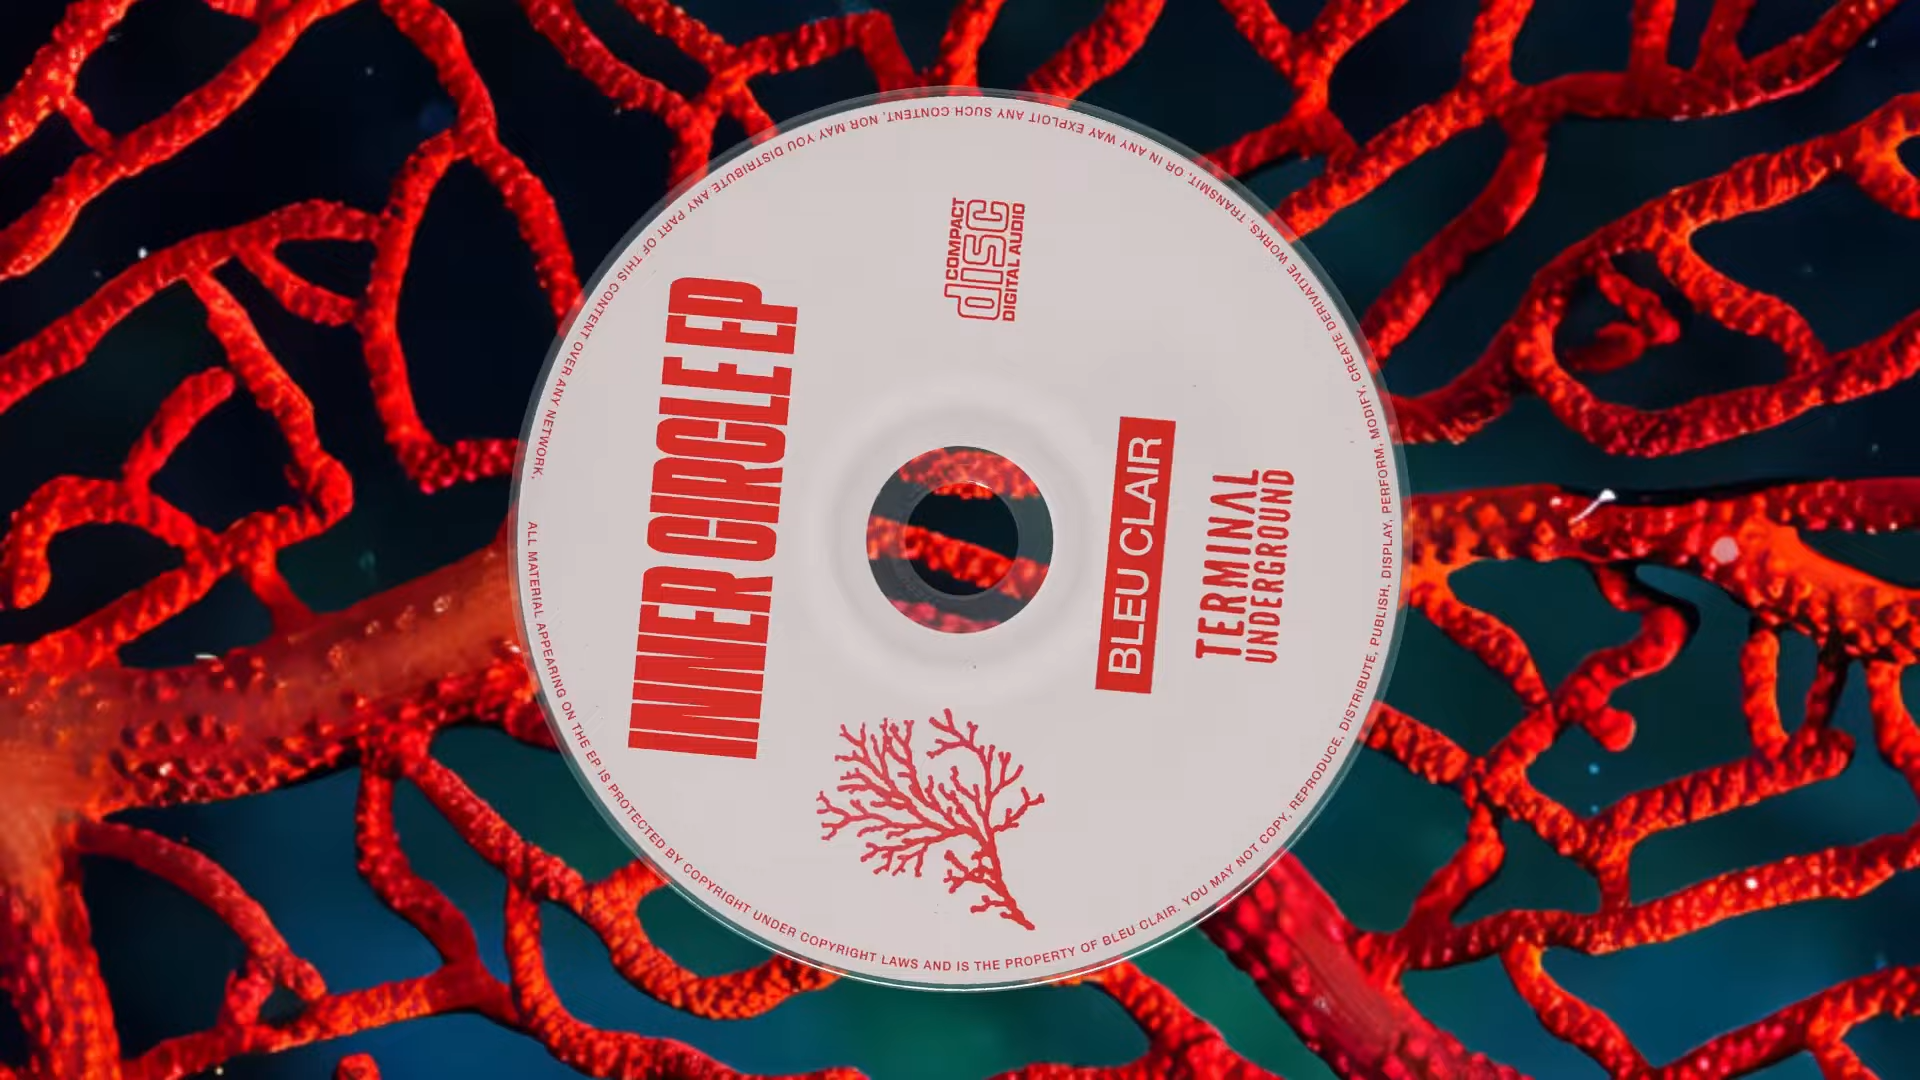 INNER CIRCLE EP
COMPACT
disc
DIGITAL AUDIO
BLEU CLAIR
TERMINAL
UNDERGROUND
ALL MATERIAL APPEARING ON THE EP IS PROTECTED BY COPYRIGHT UNDER COPYRIGHT LAWS AND IS THE PROPERTY OF BLEU CLAIR. YOU MAY NOT COPY, REPRODUCE, DISTRIBUTE, PUBLISH, DISPLAY, PERFORM, MODIFY, CREATE DERIVATIVE WORKS, TRANSMIT, OR IN ANY WAY EXPLOIT ANY SUCH CONTENT, NOR MAY YOU DISTRIBUTE ANY PART OF THIS CONTENT OVER ANY NETWORK.